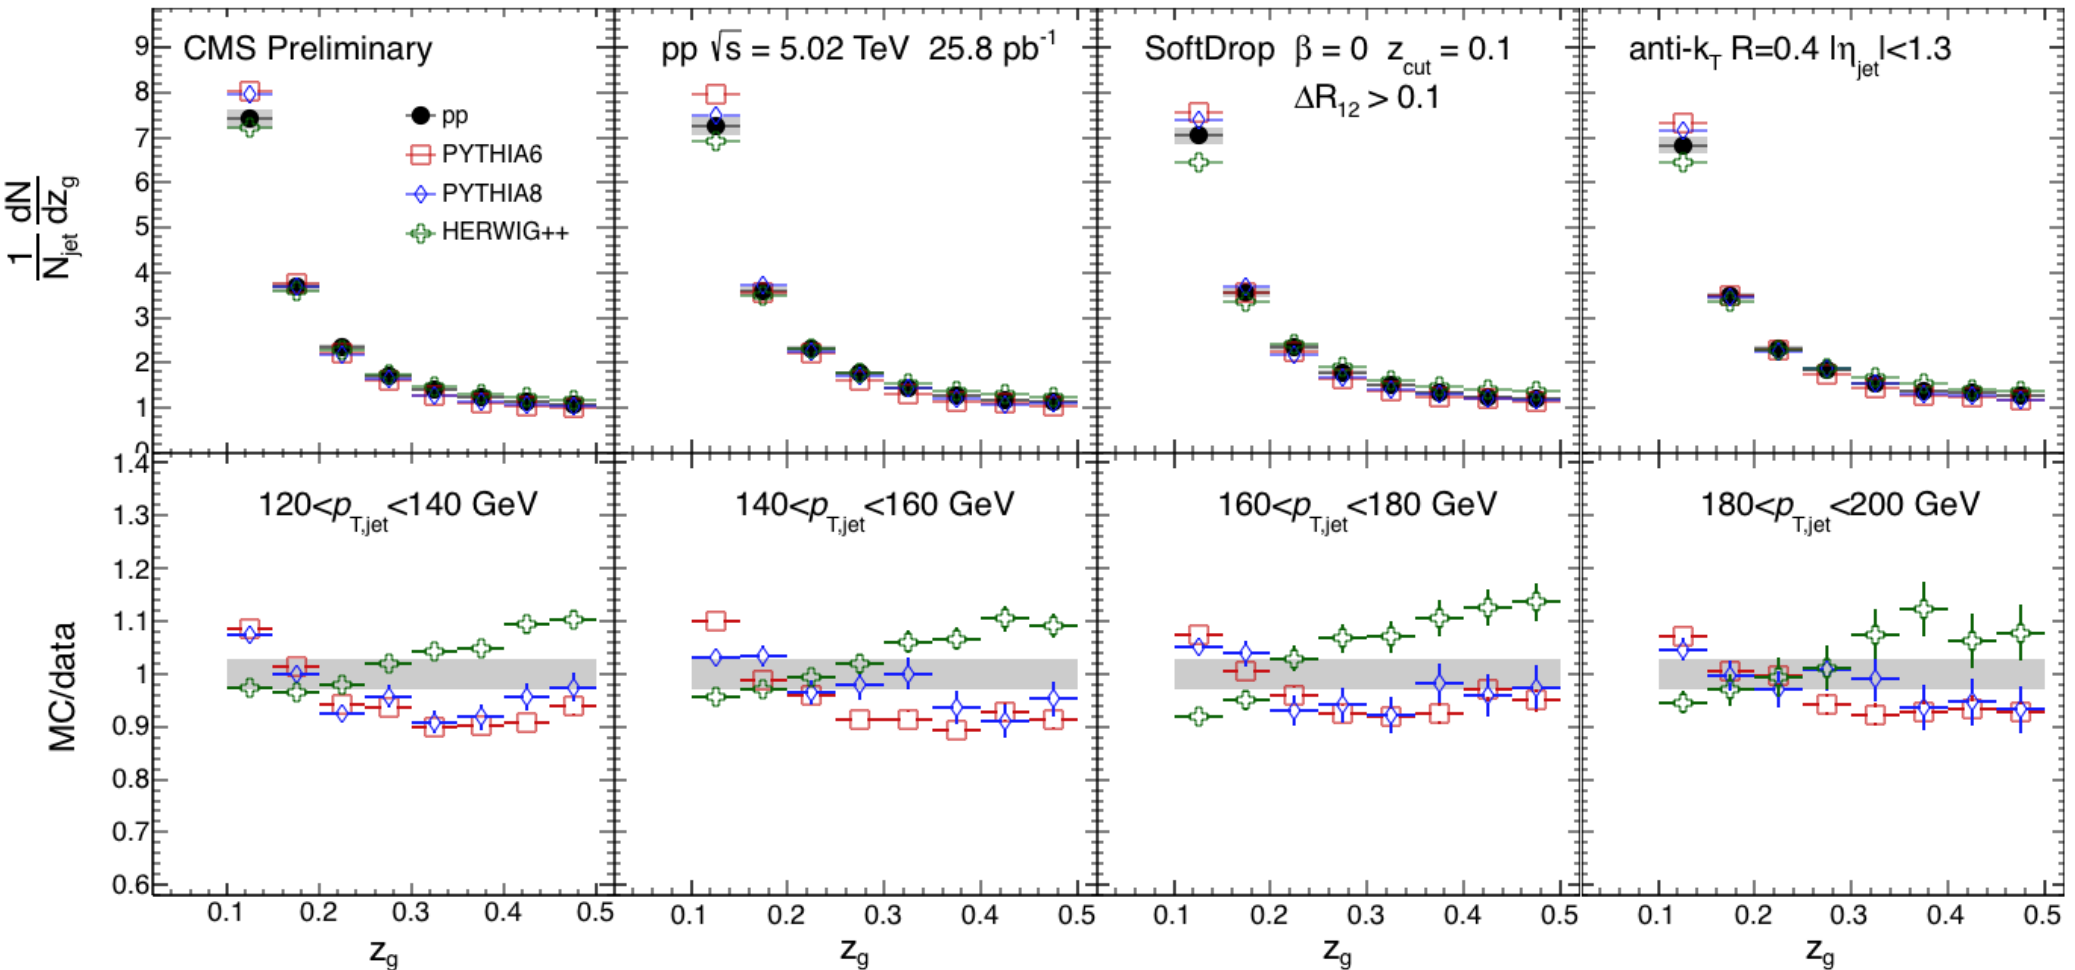 CMS Preliminary
pp √s = 5.02 TeV 25.8 pb⁻¹
SoftDrop β = 0 z_cut = 0.1
ΔR₁₂ > 0.1
anti-k_T R=0.4 |η_jet|<1.3
pp
PYTHIA6
PYTHIA8
HERWIG++
1/N_jet dN/dz_g
9
8
7
6
5
4
3
2
1
0
120<p_T,jet<140 GeV
140<p_T,jet<160 GeV
160<p_T,jet<180 GeV
180<p_T,jet<200 GeV
MC/data
1.4
1.3
1.2
1.1
1
0.9
0.8
0.7
0.6
0.1 0.2 0.3 0.4 0.5
0.1 0.2 0.3 0.4 0.5
0.1 0.2 0.3 0.4 0.5
0.1 0.2 0.3 0.4 0.5
z_g
z_g
z_g
z_g